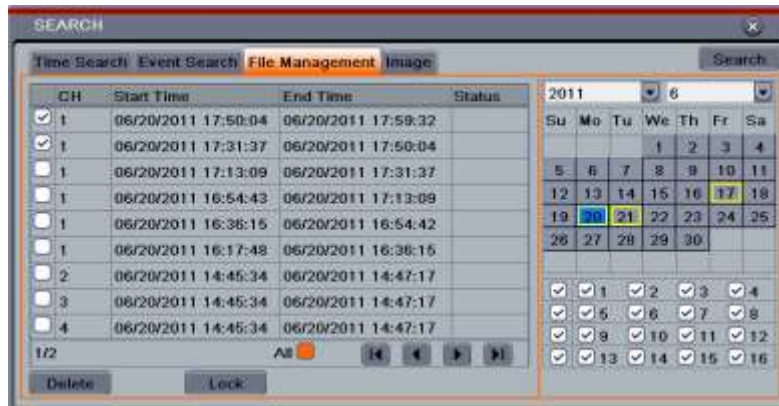 SEARCH
Time Search Event Search File Management Image Search
CH Start Time End Time Status
1 06/20/2011 17:50:04 06/20/2011 17:59:32
1 06/20/2011 17:31:37 06/20/2011 17:50:04
1 06/20/2011 17:13:09 06/20/2011 17:31:37
1 06/20/2011 16:54:43 06/20/2011 17:13:09
1 06/20/2011 16:36:15 06/20/2011 16:54:42
1 06/20/2011 16:17:48 06/20/2011 16:36:15
2 06/20/2011 14:45:34 06/20/2011 14:47:17
3 06/20/2011 14:45:34 06/20/2011 14:47:17
4 06/20/2011 14:45:34 06/20/2011 14:47:17
1/2 All
Delete Lock
2011 6
Su Mo Tu We Th Fr Sa
1 2 3 4
5 6 7 8 9 10 11
12 13 14 15 16 17 18
19 20 21 22 23 24 25
26 27 28 29 30
1 2 3 4
5 6 7 8
9 10 11 12
13 14 15 16